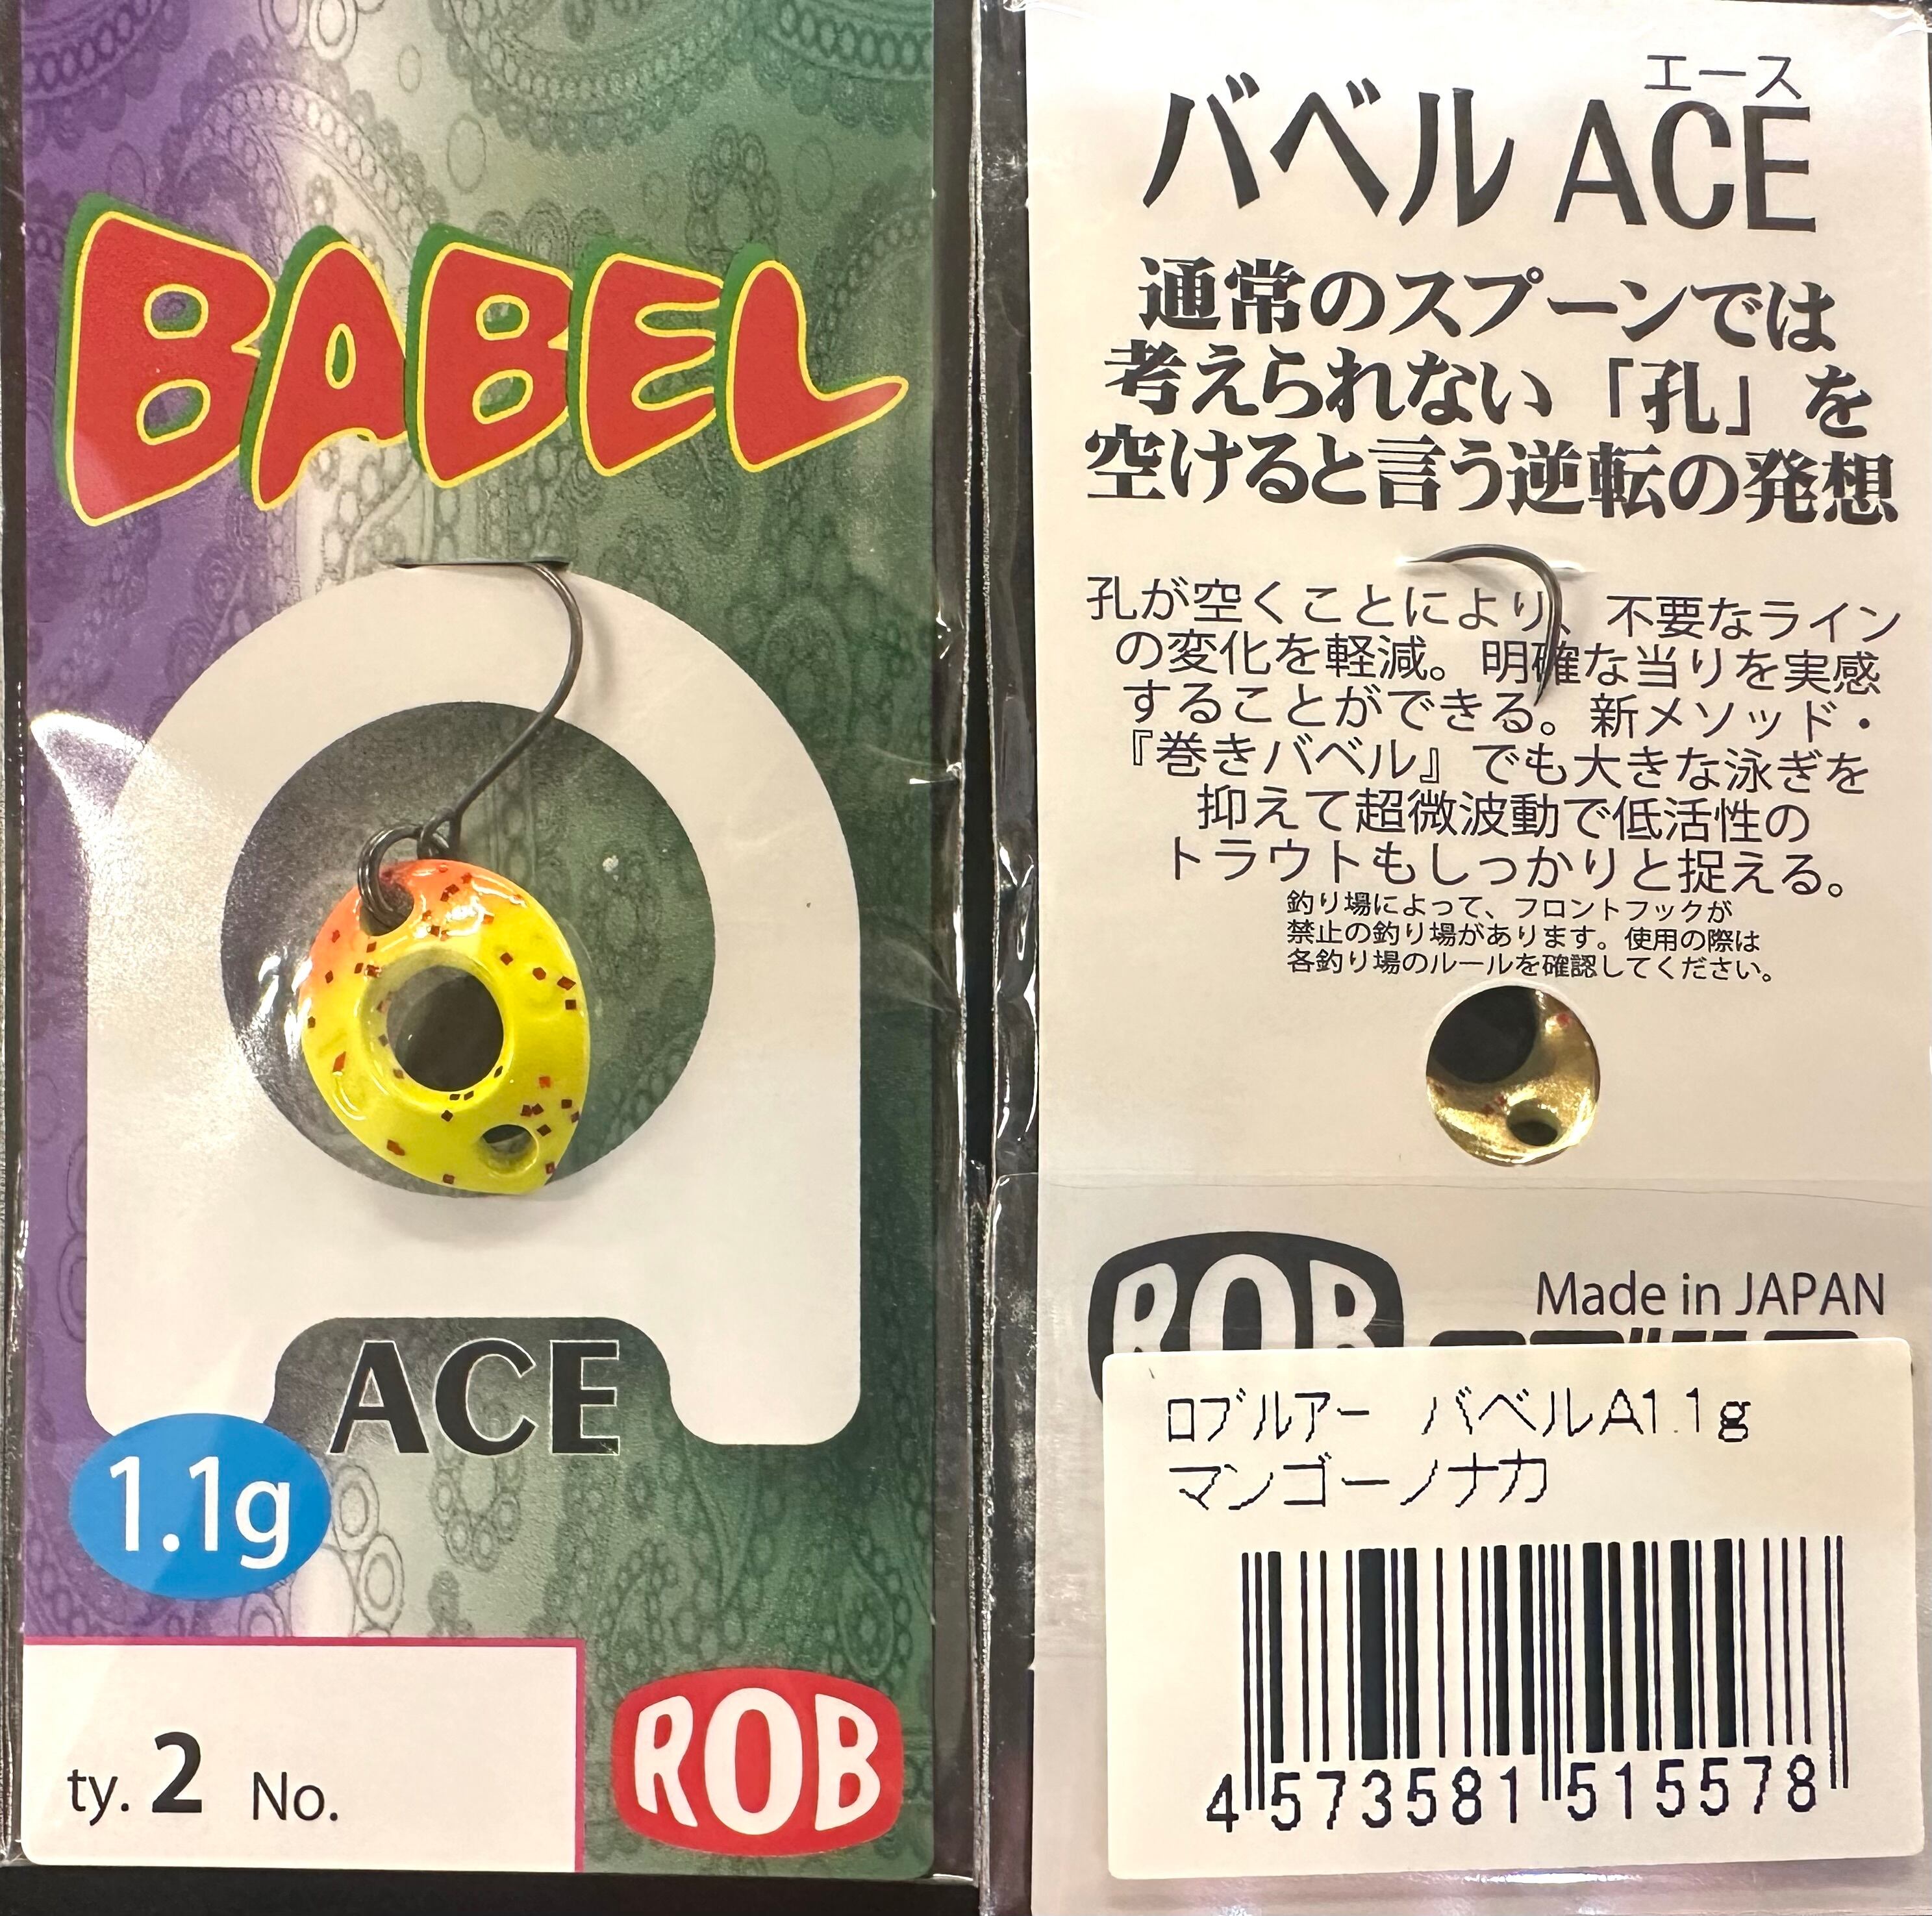 BABEL
ACE
1.1g
ty. 2 No.
ROB
エース
バベル ACE
通常のスプーンでは
考えられない「孔」を
空けると言う逆転の発想
孔が空くことにより、不要なライン
の変化を軽減。明確な当りを実感
することができる。新メソッド・
『巻きバベル』でも大きな泳ぎを
抑えて超微波動で低活性の
トラウトもしっかりと捉える。
釣り場によって、フロントフックが
禁止の釣り場があります。使用の際は
各釣り場のルールを確認してください。
ROB
Made in JAPAN
ロブルアー バベルA1.1g
マンゴーノナカ
4573581515578